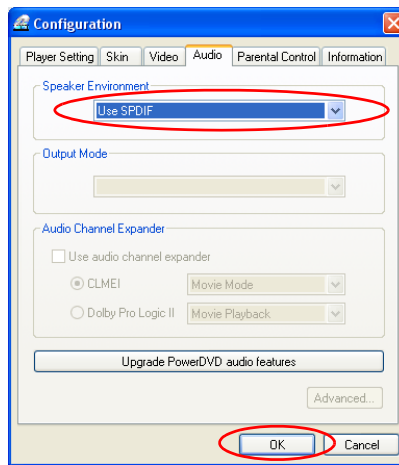 Configuration
Player Setting Skin Video Audio Parental Control Information
Speaker Environment
Use SPDIF
Output Mode
Audio Channel Expander
Use audio channel expander
CLMEI Movie Mode
Dolby Pro Logic II Movie Playback
Upgrade PowerDVD audio features
Advanced...
OK Cancel